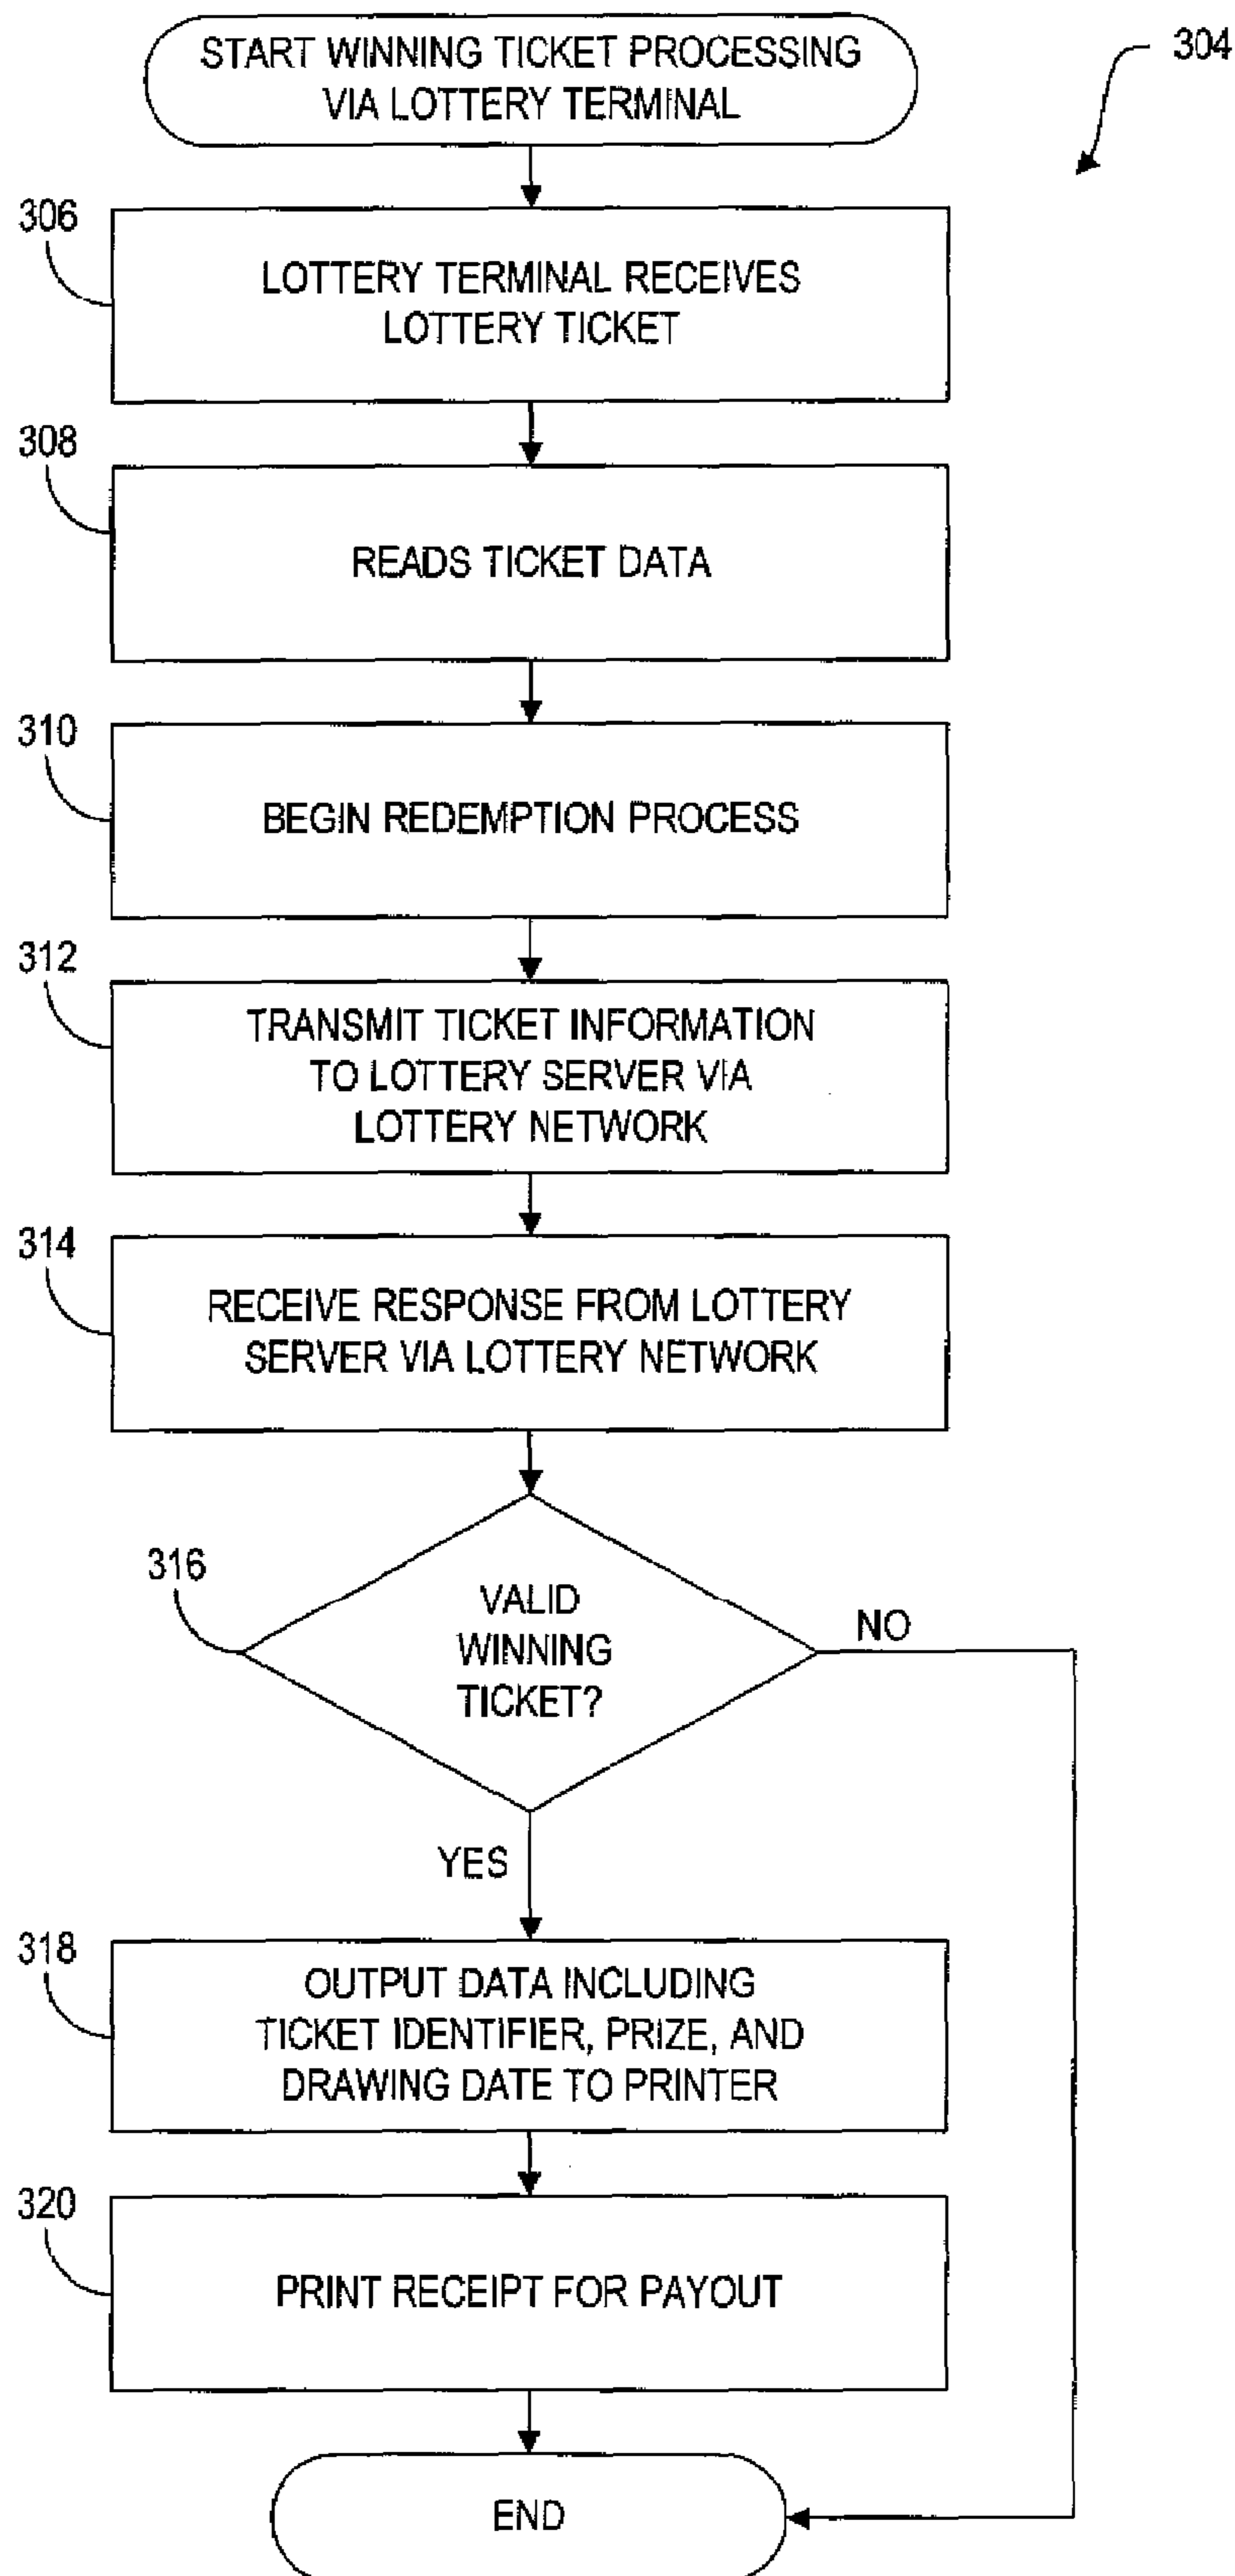 START WINNING TICKET PROCESSING
VIA LOTTERY TERMINAL
304
306
LOTTERY TERMINAL RECEIVES
LOTTERY TICKET
308
READS TICKET DATA
310
BEGIN REDEMPTION PROCESS
312
TRANSMIT TICKET INFORMATION
TO LOTTERY SERVER VIA
LOTTERY NETWORK
314
RECEIVE RESPONSE FROM LOTTERY
SERVER VIA LOTTERY NETWORK
316
VALID
WINNING
TICKET?
NO
YES
318
OUTPUT DATA INCLUDING
TICKET IDENTIFIER, PRIZE, AND
DRAWING DATE TO PRINTER
320
PRINT RECEIPT FOR PAYOUT
END